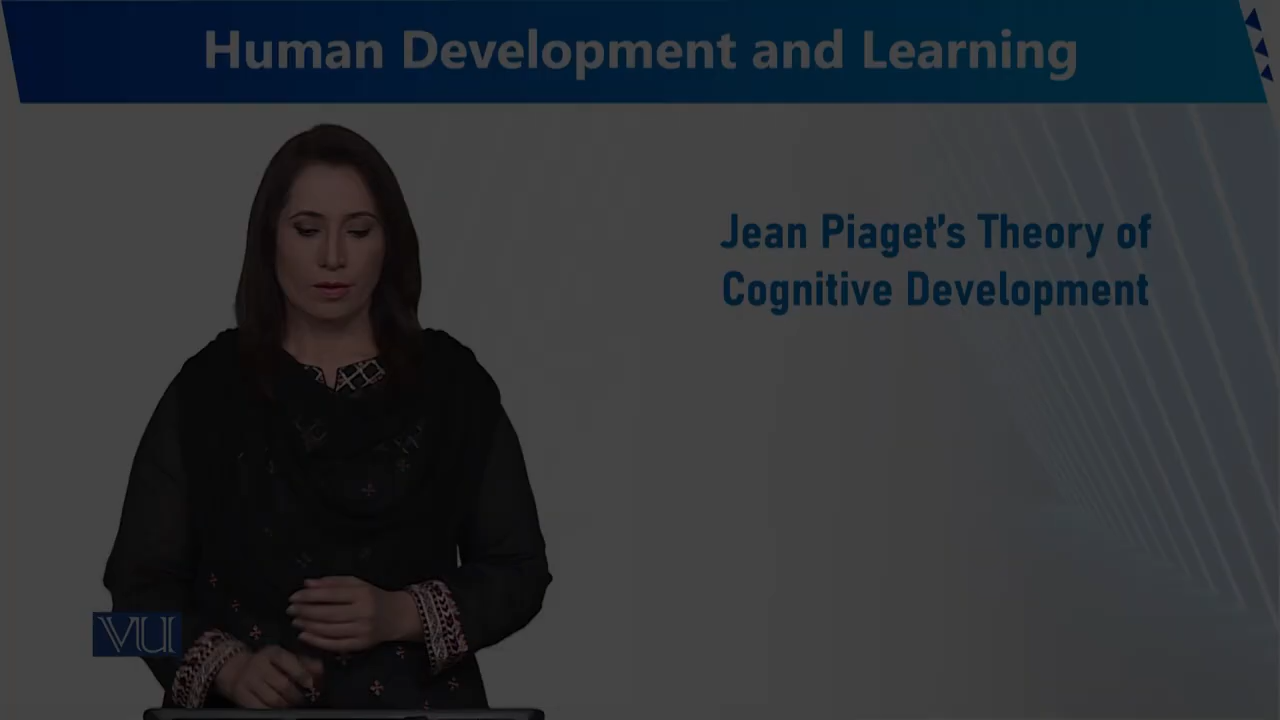 Human Development and Learning
Jean Piaget's Theory of
Cognitive Development
VU